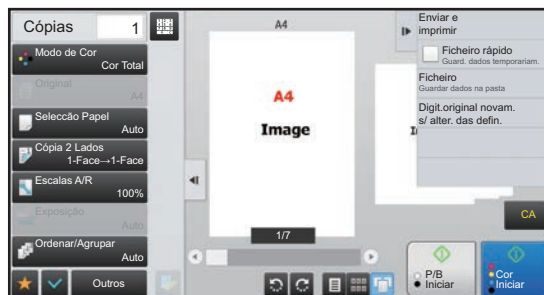 Cópias 1
Modo de Cor
Cor Total
Original
A4
Selecção Papel
Auto
Cópia 2 Lados
1-Face→1-Face
Escalas A/R
100%
Exposição
Auto
Ordenar/Agrupar
Auto
Outros
A4
A4
Image
1/7
Enviar e
imprimir
Ficheiro rápido
Guard. dados temporariam.
Ficheiro
Guardar dados na pasta
Digit.original novam.
s/ alter. das defin.
CA
P/B
Iniciar
Cor
Iniciar